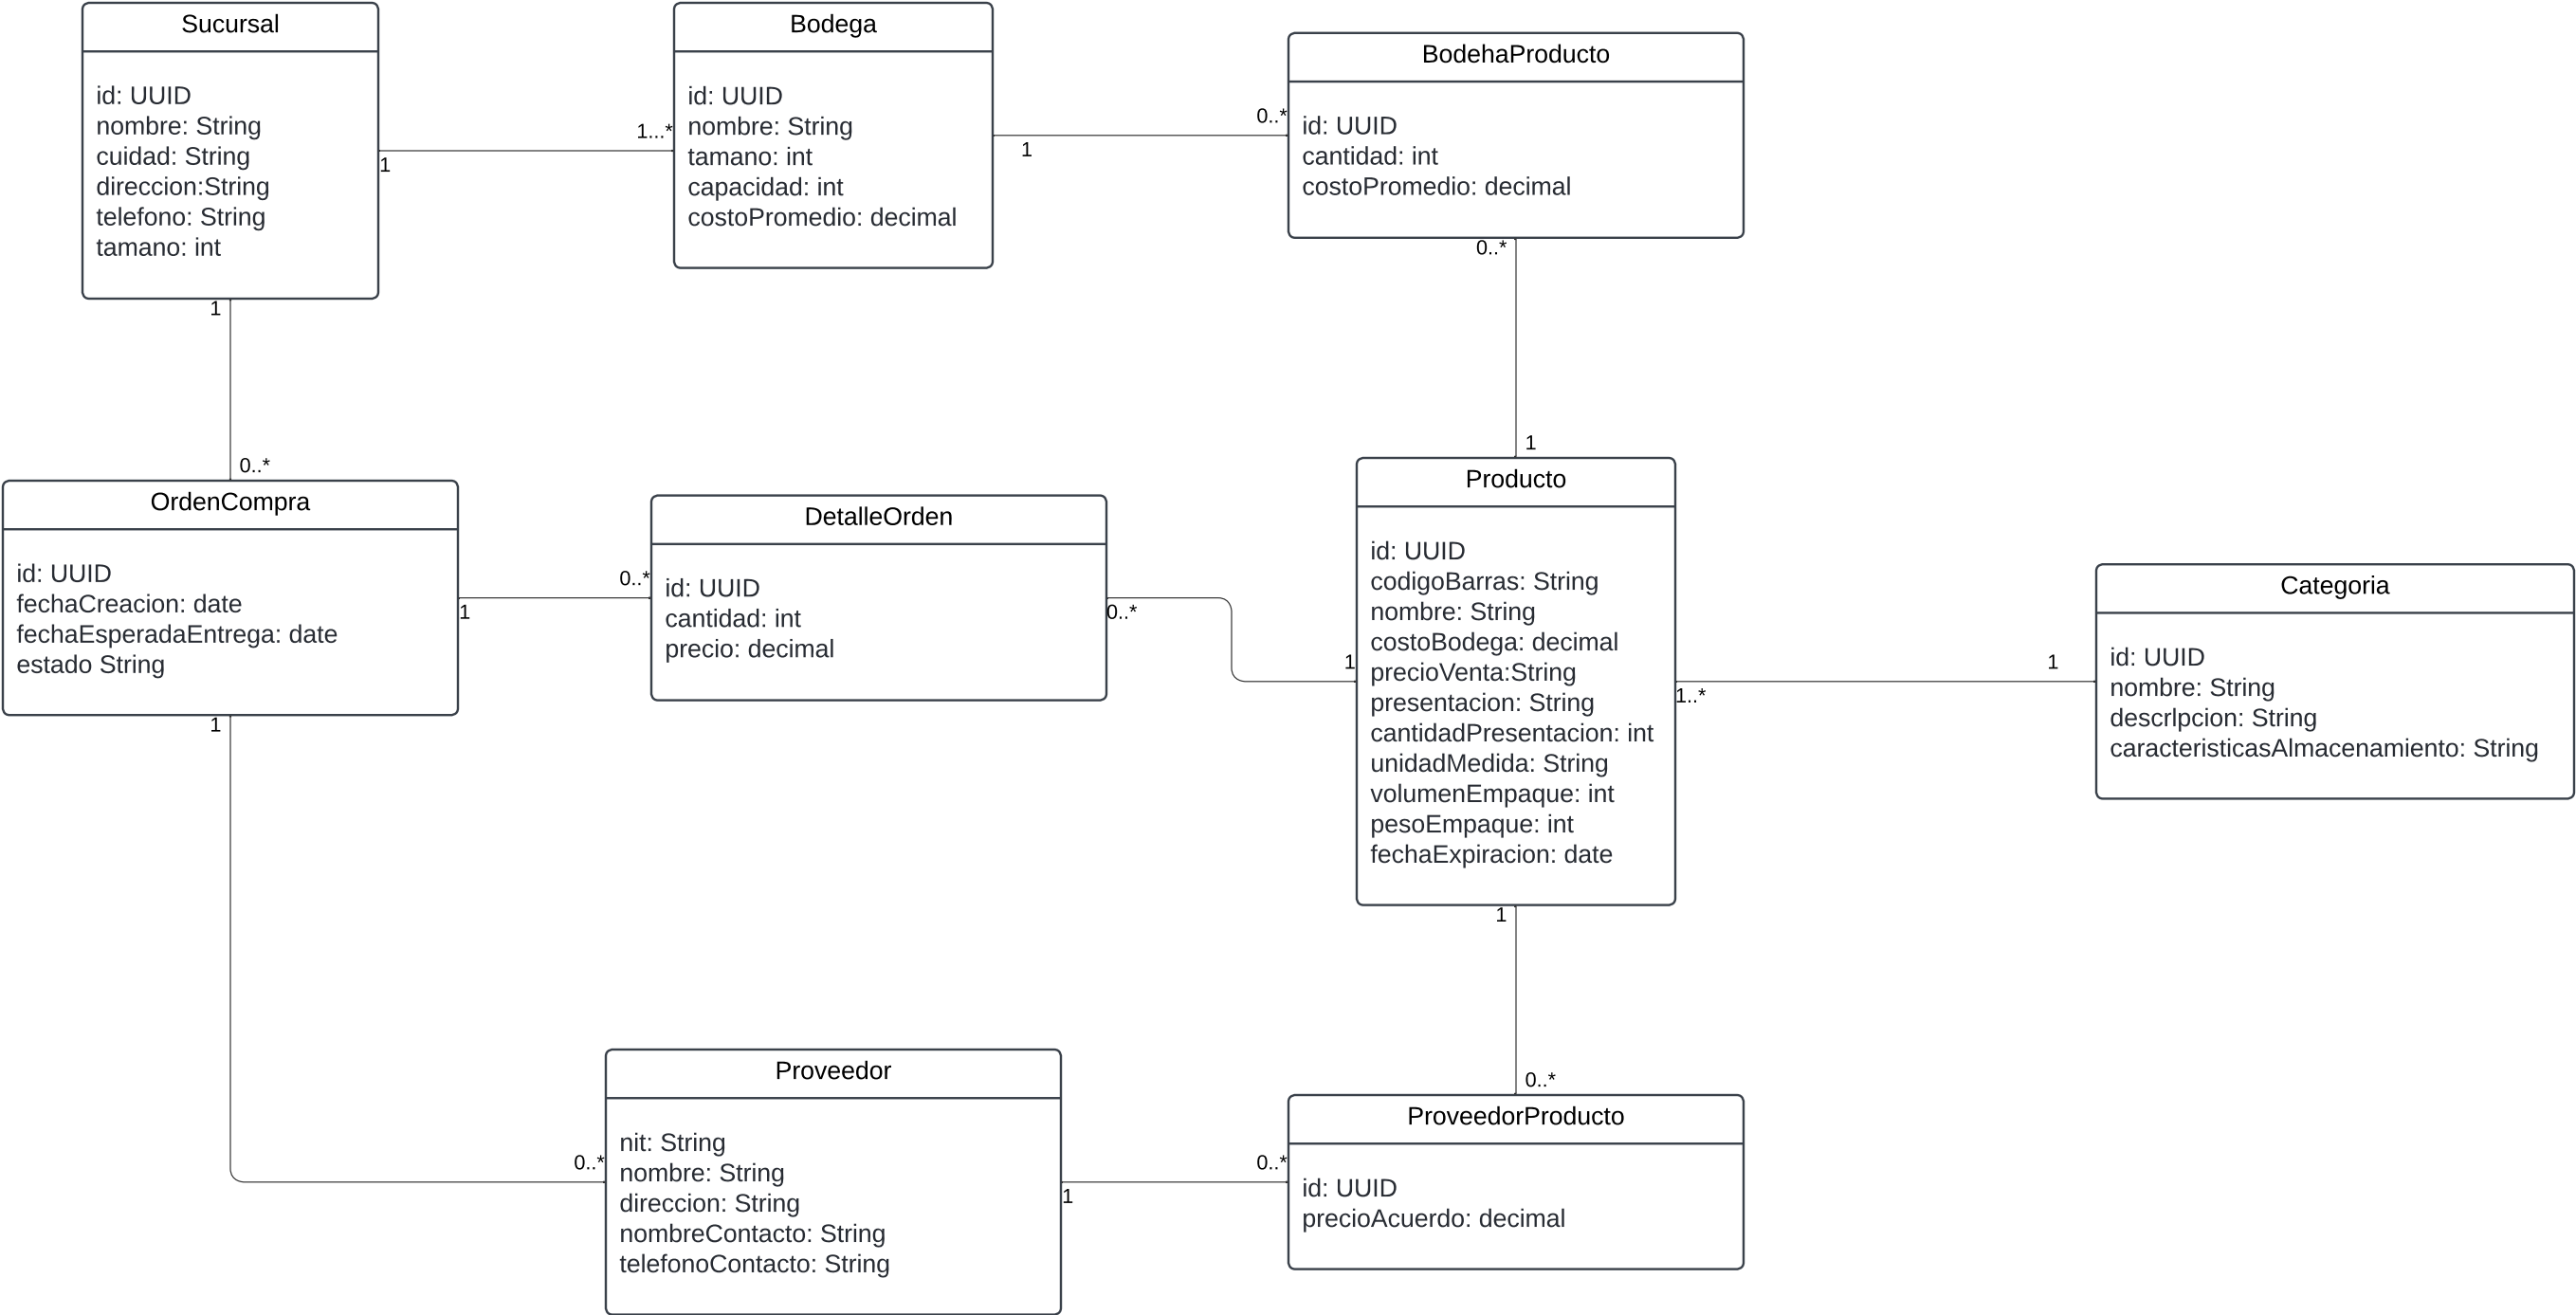 Sucursal
id: UUID
nombre: String
cuidad: String
direccion:String
telefono: String
tamano: int
1
1...*
Bodega
id: UUID
nombre: String
tamano: int
capacidad: int
costoPromedio: decimal
1
0..*
BodehaProducto
id: UUID
cantidad: int
costoPromedio: decimal
1
0..*
0..*
1
OrdenCompra
id: UUID
fechaCreacion: date
fechaEsperadaEntrega: date
estado String
1
0..*
DetalleOrden
id: UUID
cantidad: int
precio: decimal
0..*
1
Producto
id: UUID
codigoBarras: String
nombre: String
costoBodega: decimal
precioVenta:String
presentacion: String
cantidadPresentacion: int
unidadMedida: String
volumenEmpaque: int
pesoEmpaque: int
fechaExpiracion: date
1..*
1
Categoria
id: UUID
nombre: String
descrlpcion: String
caracteristicasAlmacenamiento: String
1
0..*
1
0..*
Proveedor
nit: String
nombre: String
direccion: String
nombreContacto: String
telefonoContacto: String
1
0..*
ProveedorProducto
id: UUID
precioAcuerdo: decimal